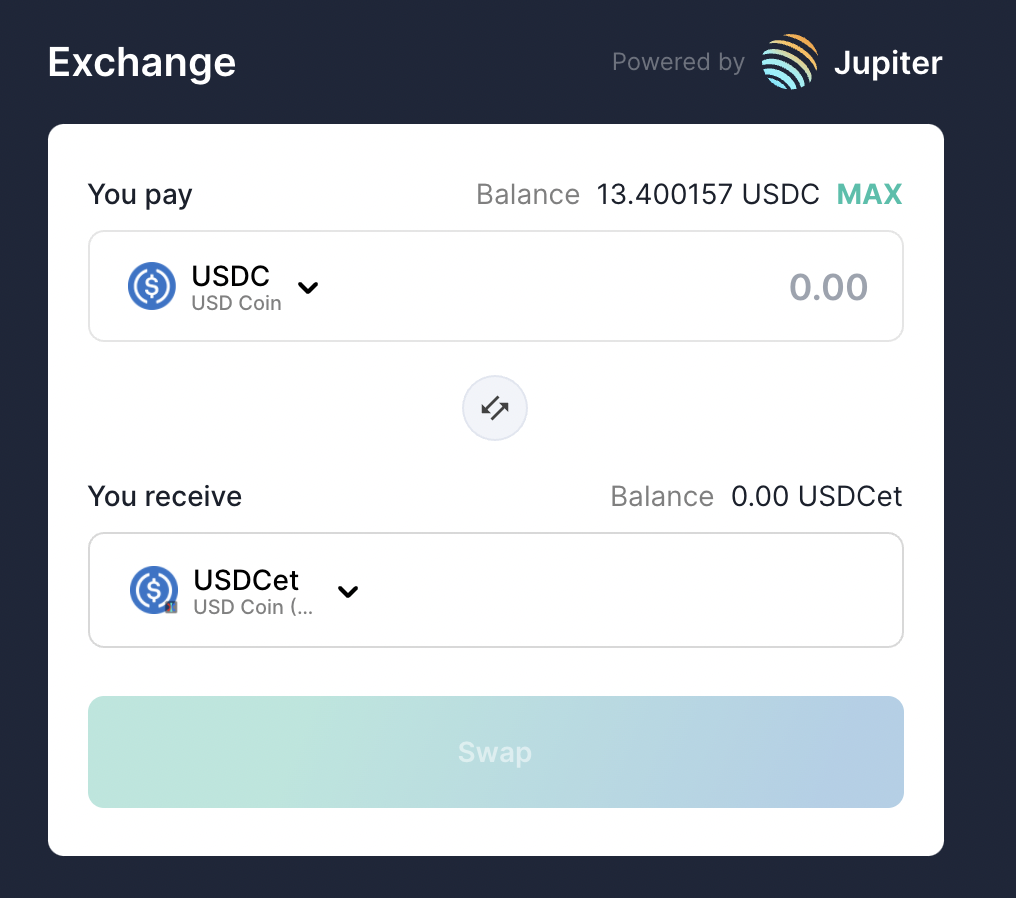 Exchange
Powered by Jupiter
You pay
Balance 13.400157 USDC MAX
USDC
USD Coin
0.00
You receive
Balance 0.00 USDCet
USDCet
USD Coin (...
Swap